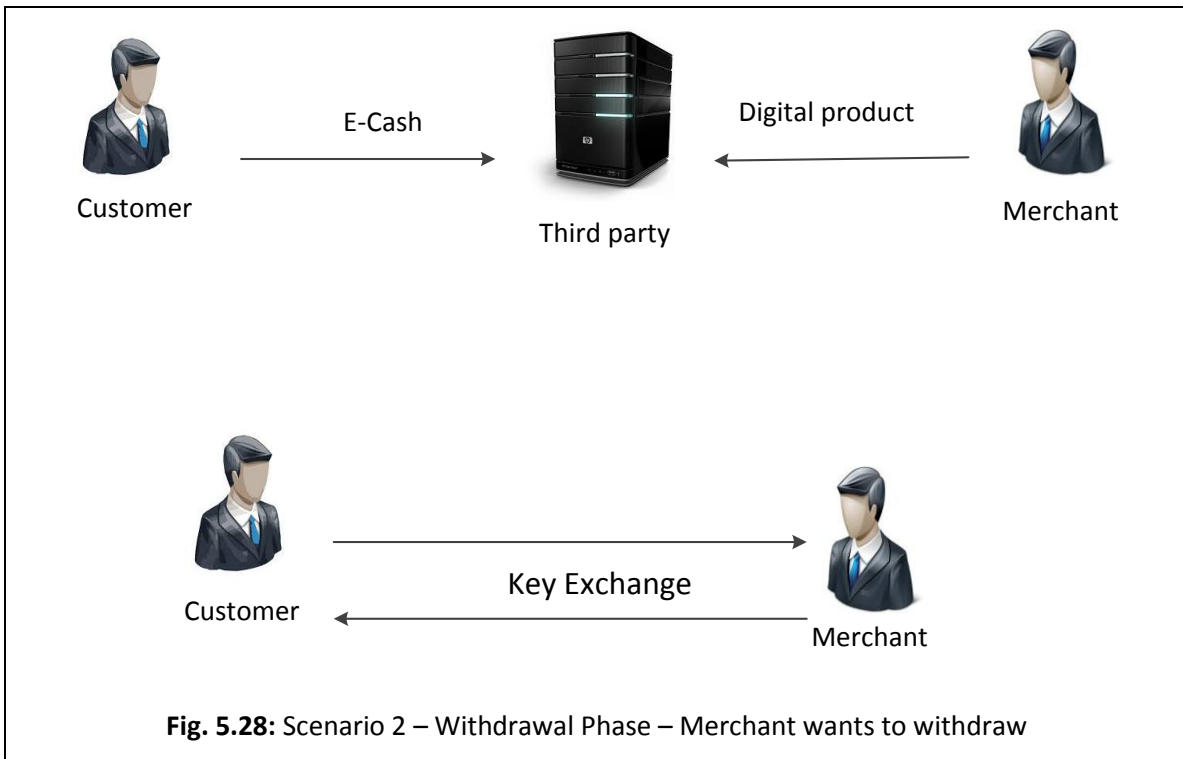 E-Cash
Digital product
Customer
Third party
Merchant
Key Exchange
Customer
Merchant
Fig. 5.28: Scenario 2 – Withdrawal Phase – Merchant wants to withdraw